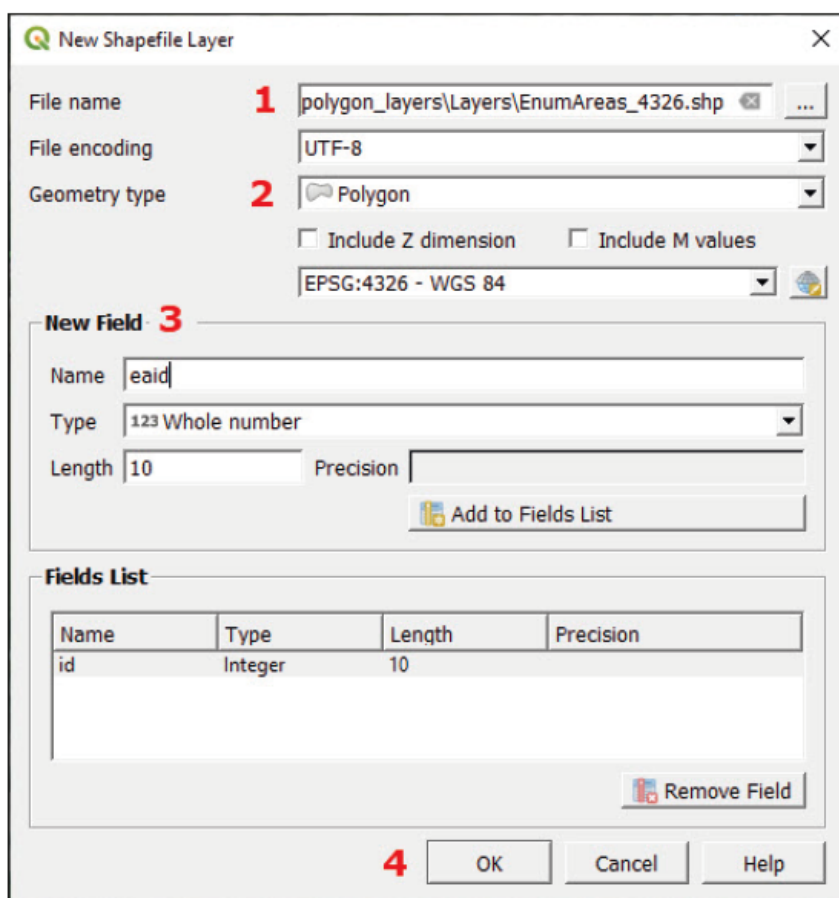 New Shapefile Layer
File name 1 polygon_layers\Layers\EnumAreas_4326.shp ...
File encoding UTF-8
Geometry type 2 Polygon
Include Z dimension Include M values
EPSG:4326 - WGS 84
New Field 3
Name eaid
Type 123 Whole number
Length 10 Precision
Add to Fields List
Fields List
Name Type Length Precision
id Integer 10
Remove Field
4 OK Cancel Help